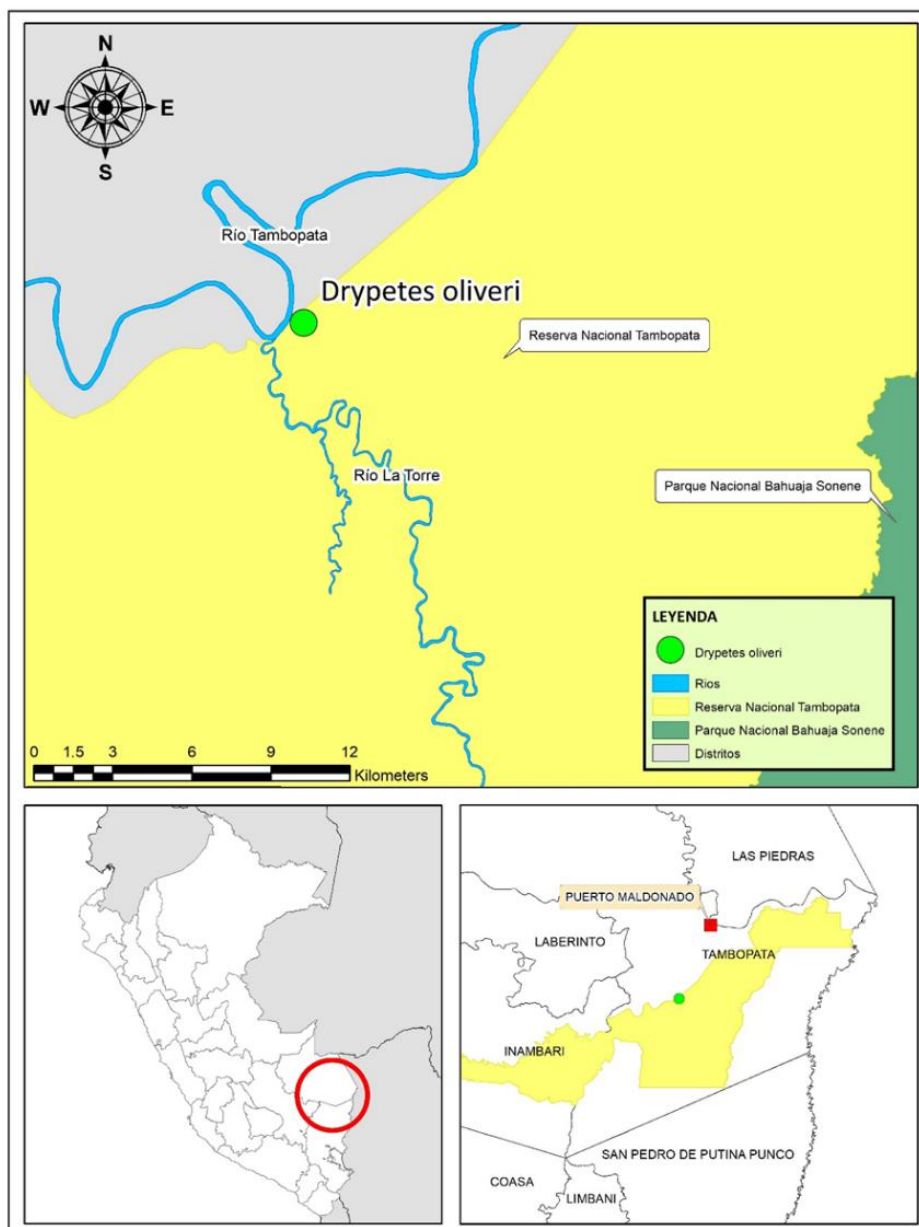 N
W
E
S
Río Tambopata
Drypetes oliveri
Reserva Nacional Tambopata
Río La Torre
Parque Nacional Bahuaja Sonene
LEYENDA
Drypetes oliveri
Rios
Reserva Nacional Tambopata
Parque Nacional Bahuaja Sonene
Distritos
0 1.5 3 6 9 12
Kilometers
LAS PIEDRAS
PUERTO MALDONADO
LABERINTO
TAMBOPATA
INAMBARI
SAN PEDRO DE PUTINA PUNCO
COASA
LIMBANI